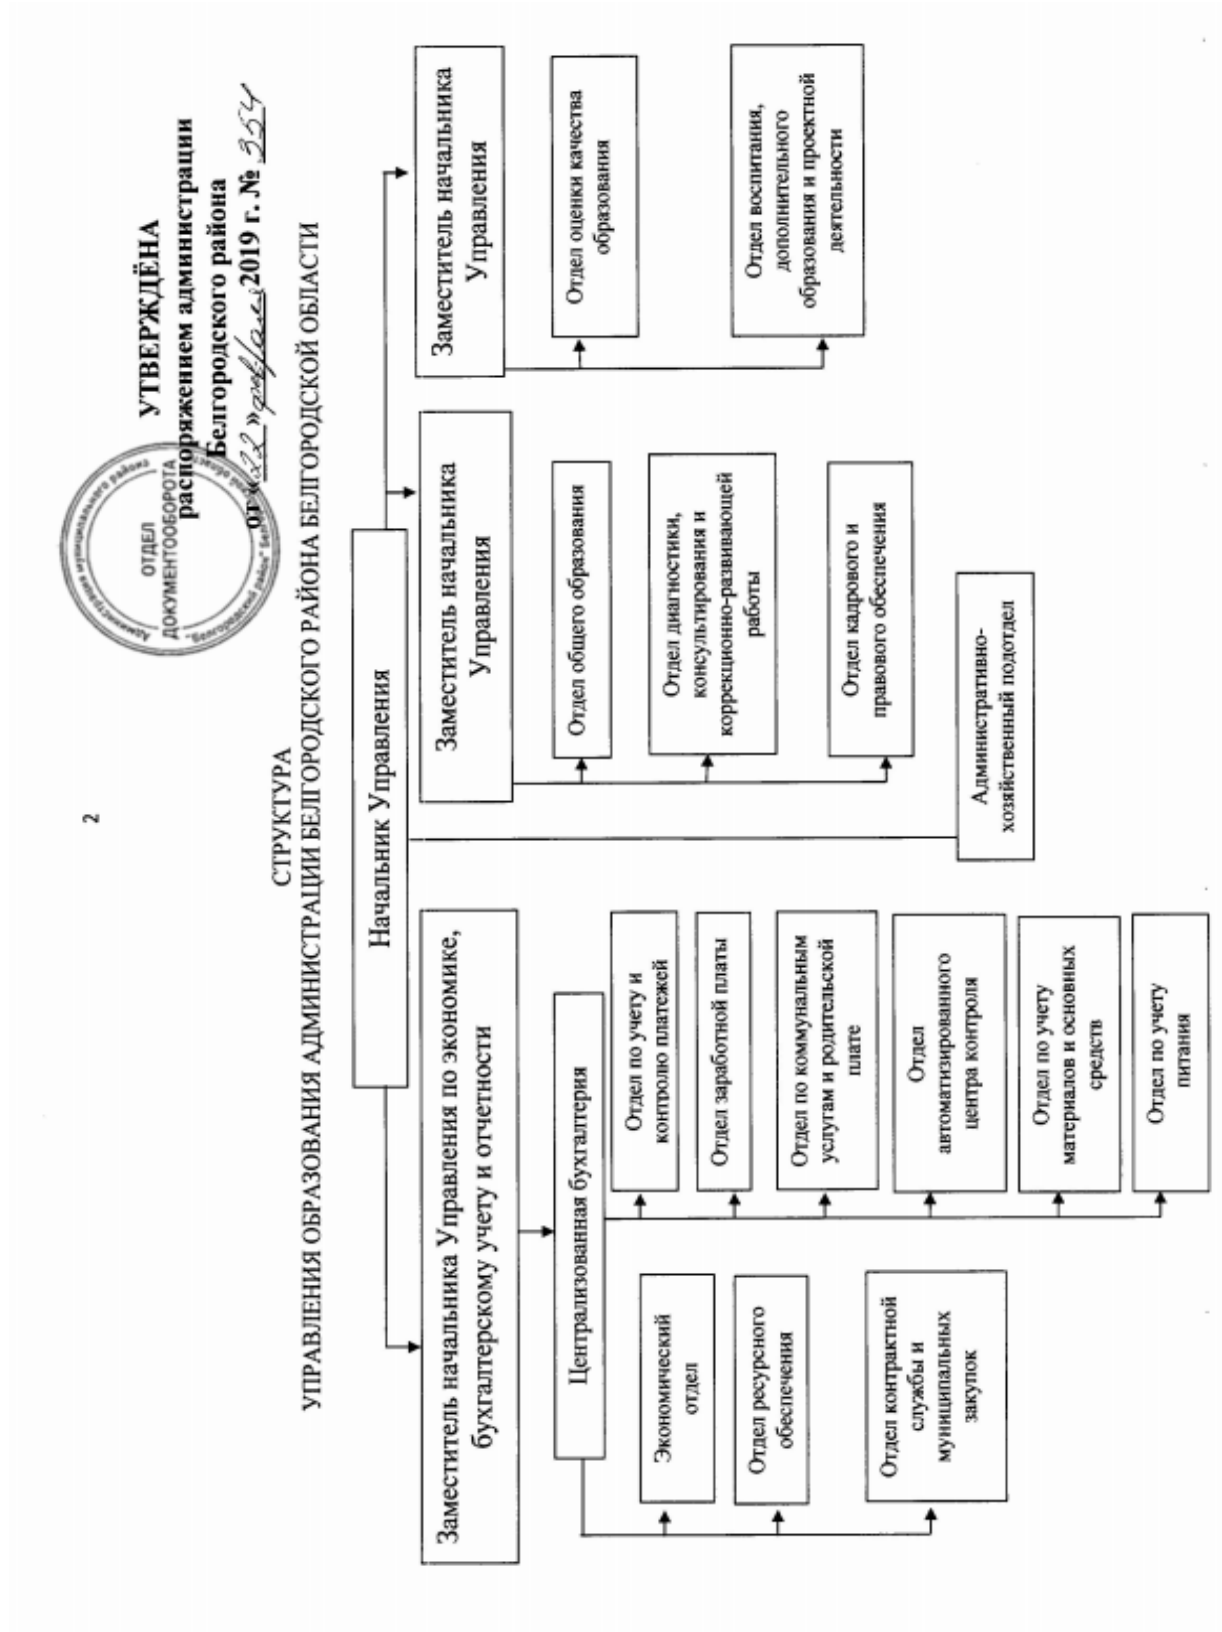 2
УТВЕРЖДЁНА
распоряжением администрации
Белгородского района
от «22» февраля 2019 г. № 354
ОТДЕЛ
ДОКУМЕНТООБОРОТА
СТРУКТУРА
УПРАВЛЕНИЯ ОБРАЗОВАНИЯ АДМИНИСТРАЦИИ БЕЛГОРОДСКОГО РАЙОНА БЕЛГОРОДСКОЙ ОБЛАСТИ
Начальник Управления
Заместитель начальника Управления по экономике,
бухгалтерскому учету и отчетности
Централизованная бухгалтерия
Экономический
отдел
Отдел ресурсного
обеспечения
Отдел контрактной
службы и
муниципальных
закупок
Отдел по учету и
контролю платежей
Отдел заработной платы
Отдел по коммунальным
услугам и родительской
плате
Отдел
автоматизированного
центра контроля
Отдел по учету
материалов и основных
средств
Отдел по учету
питания
Административно-
хозяйственный подотдел
Заместитель начальника
Управления
Отдел общего образования
Отдел диагностики,
консультирования и
коррекционно-развивающей
работы
Отдел кадрового и
правового обеспечения
Заместитель начальника
Управления
Отдел оценки качества
образования
Отдел воспитания,
дополнительного
образования и проектной
деятельности